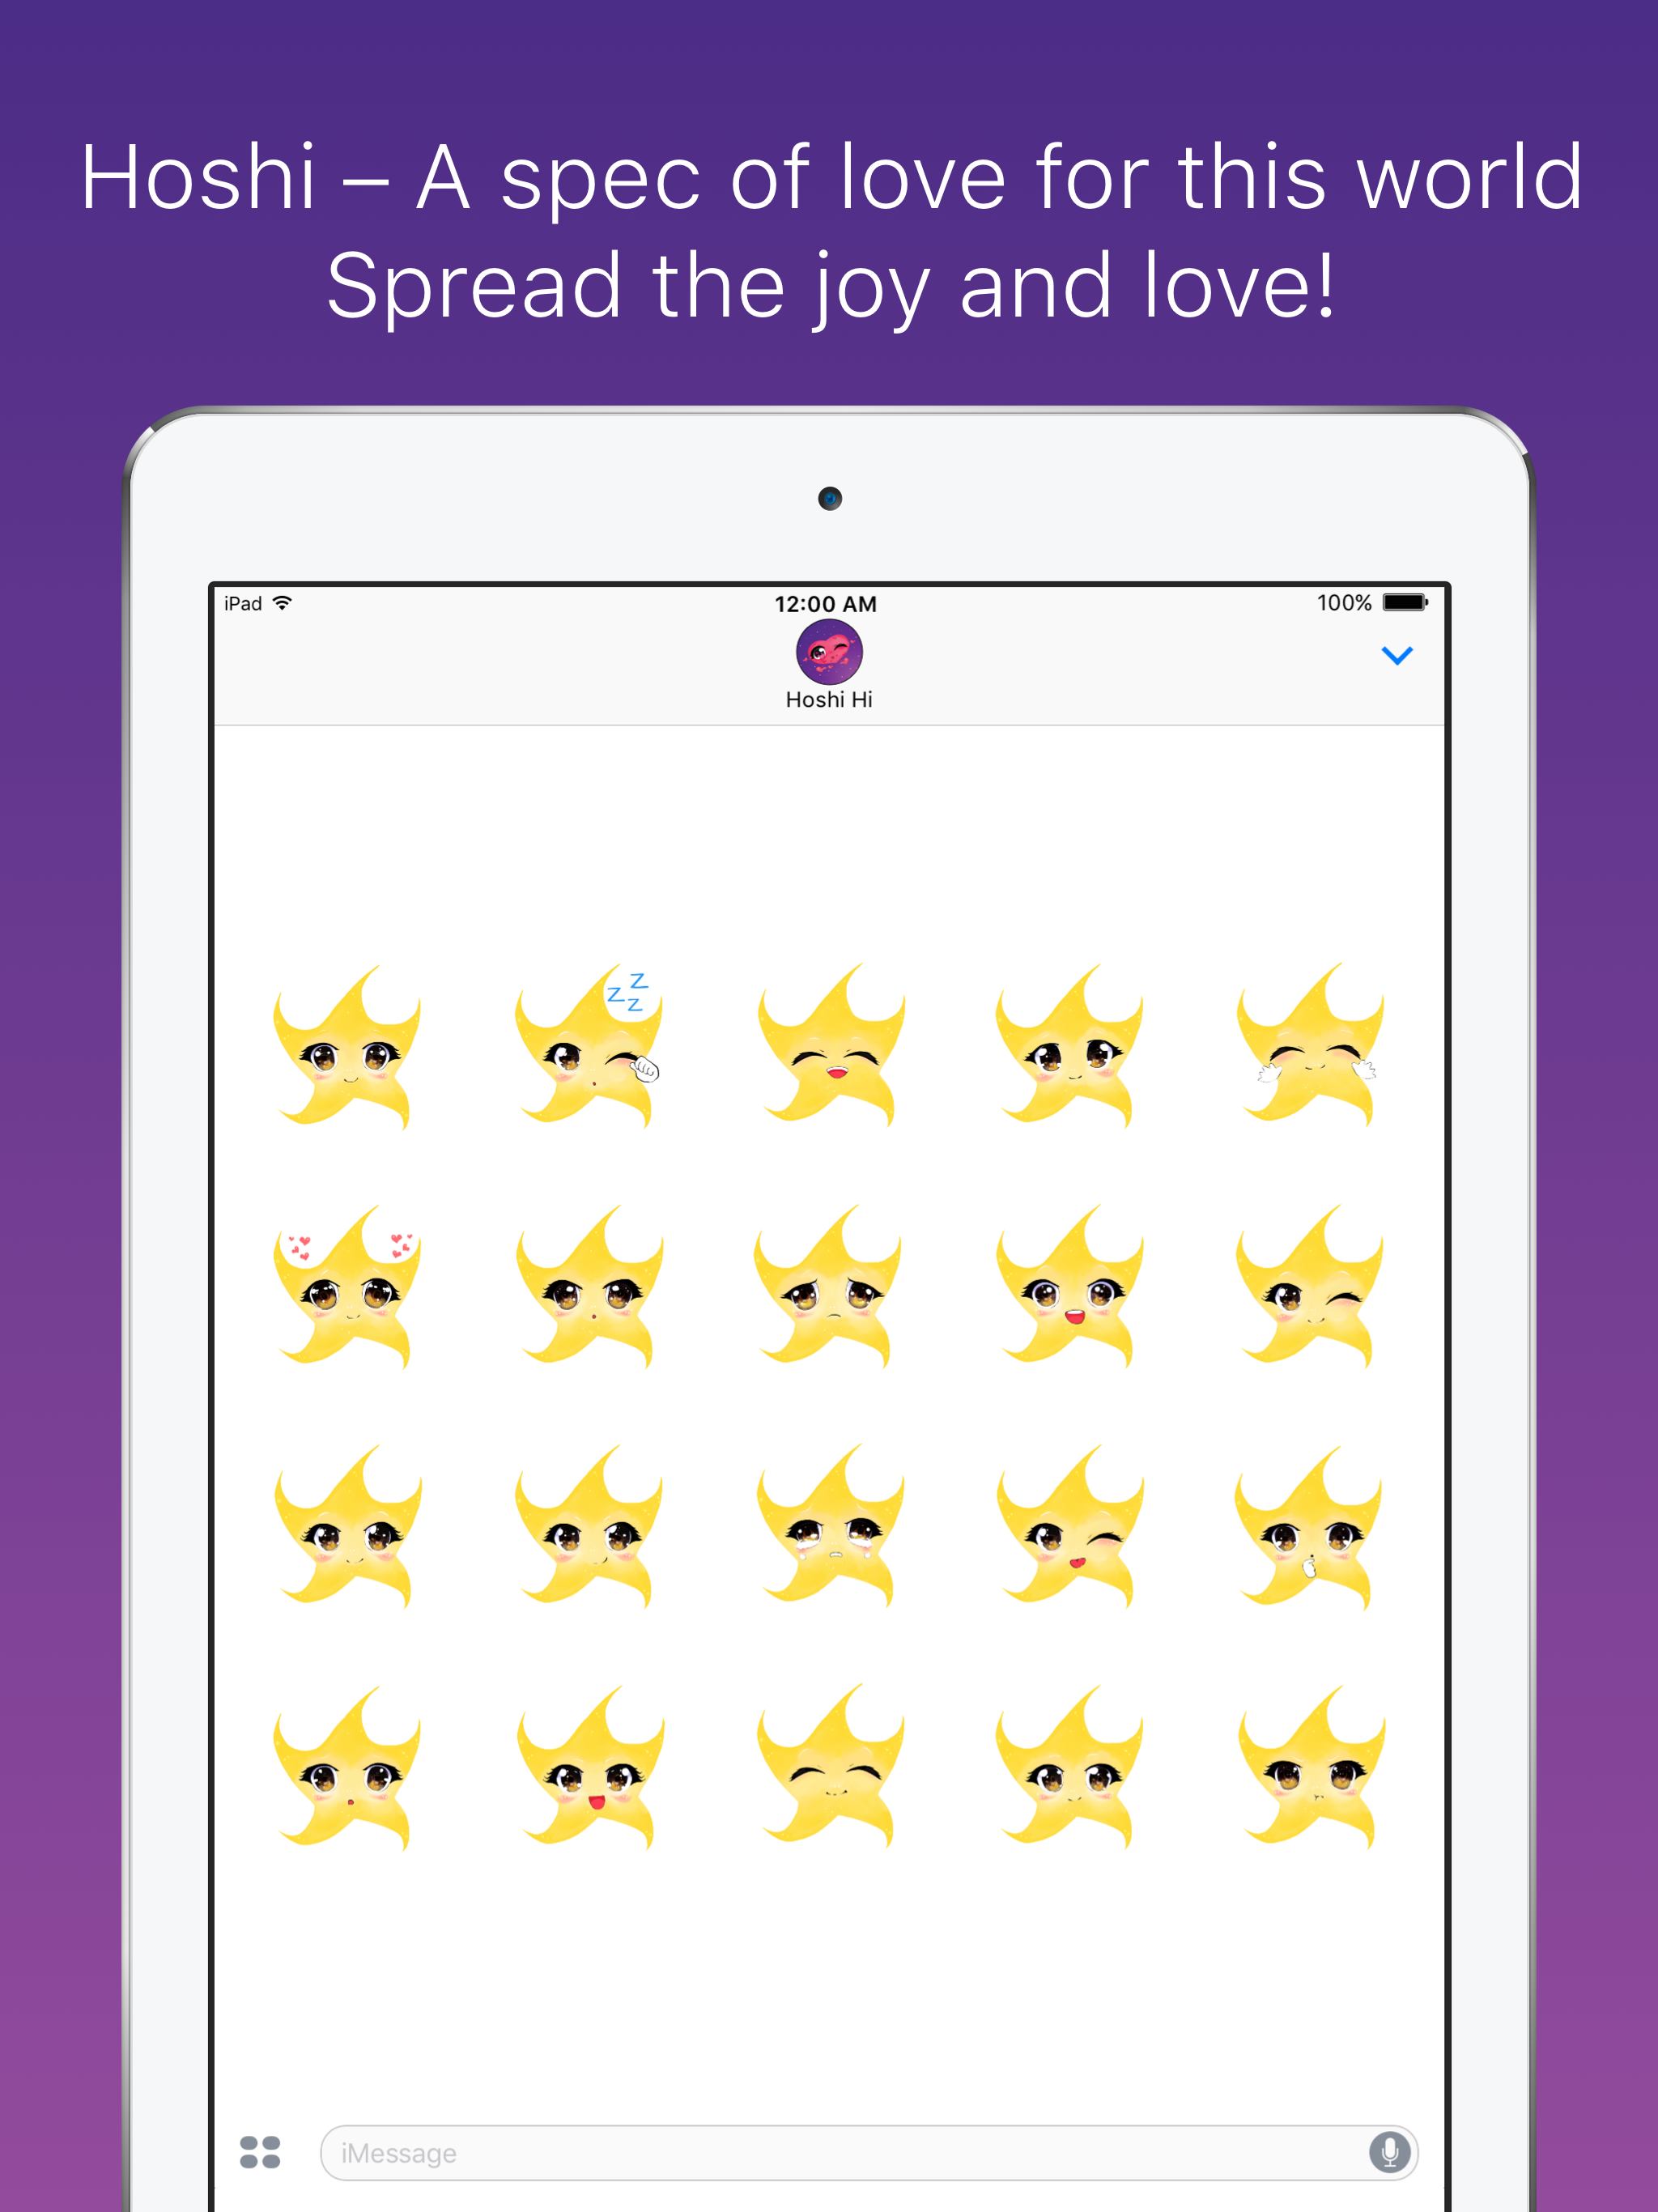 Hoshi – A spec of love for this world
Spread the joy and love!
iPad 12:00 AM 100%
Hoshi Hi
z z z
iMessage